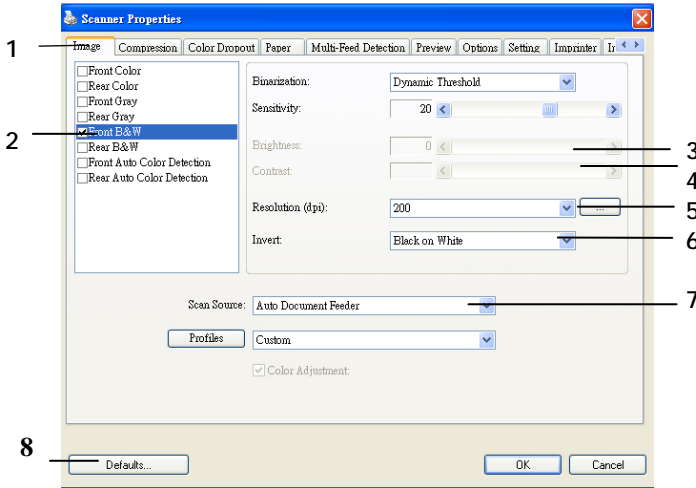 Scanner Properties
1
Image Compression Color Dropout Paper Multi-Feed Detection Preview Options Setting Imprinter
Front Color
Rear Color
Front Gray
Rear Gray
2
Front B&W
Rear B&W
Front Auto Color Detection
Rear Auto Color Detection
Binarization: Dynamic Threshold
Sensitivity: 20
Brightness: 0
3
Contrast:
4
Resolution (dpi): 200 ...
5
Invert: Black on White
6
Scan Source: Auto Document Feeder
7
Profiles Custom
Color Adjustment:
8
Defaults... OK Cancel